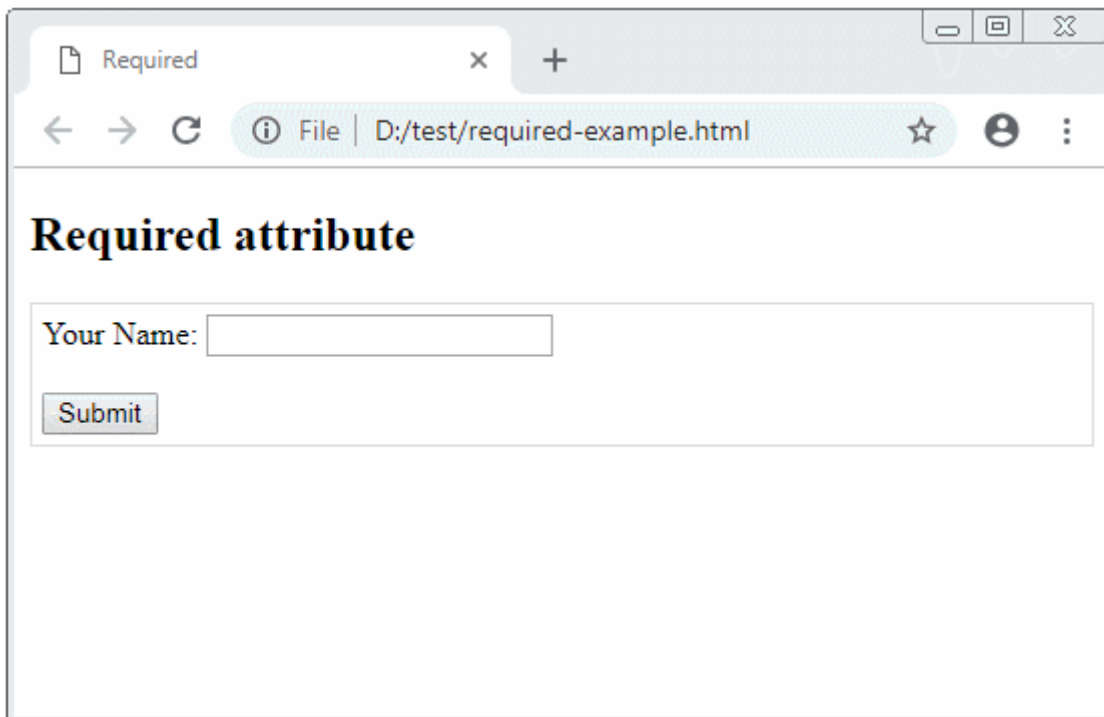 Required
File | D:/test/required-example.html
Required attribute
Your Name:
Submit